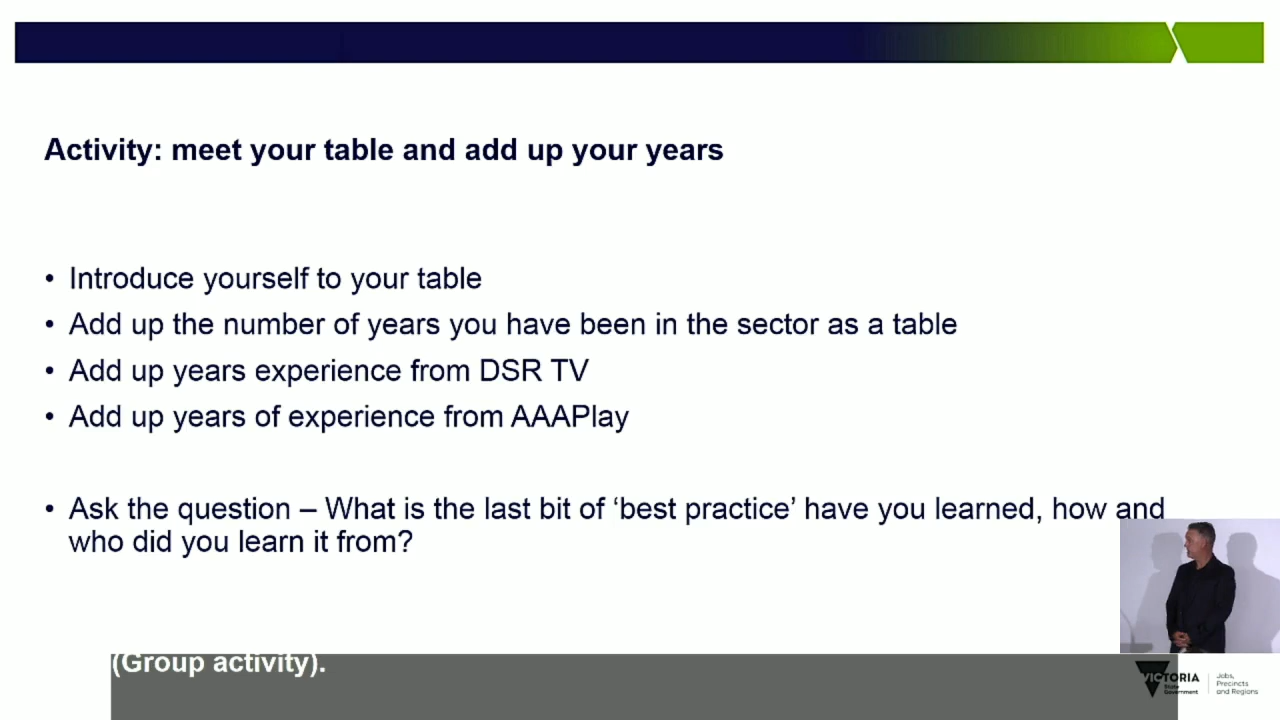 Activity: meet your table and add up your years
• Introduce yourself to your table
• Add up the number of years you have been in the sector as a table
• Add up years experience from DSR TV
• Add up years of experience from AAAPlay
• Ask the question – What is the last bit of ‘best practice’ have you learned, how and
who did you learn it from?
(Group activity).
VICTORIA
State
Government
Jobs,
Precincts
and Regions